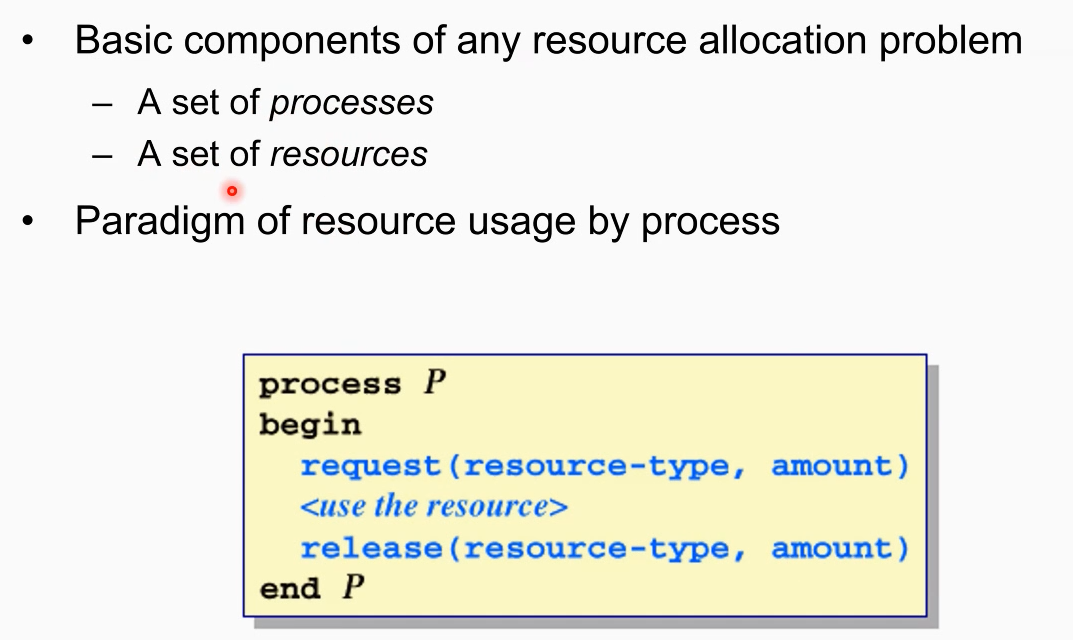 • Basic components of any resource allocation problem
– A set of processes
– A set of resources
• Paradigm of resource usage by process
process P
begin
request(resource-type, amount)
<use the resource>
release(resource-type, amount)
end P